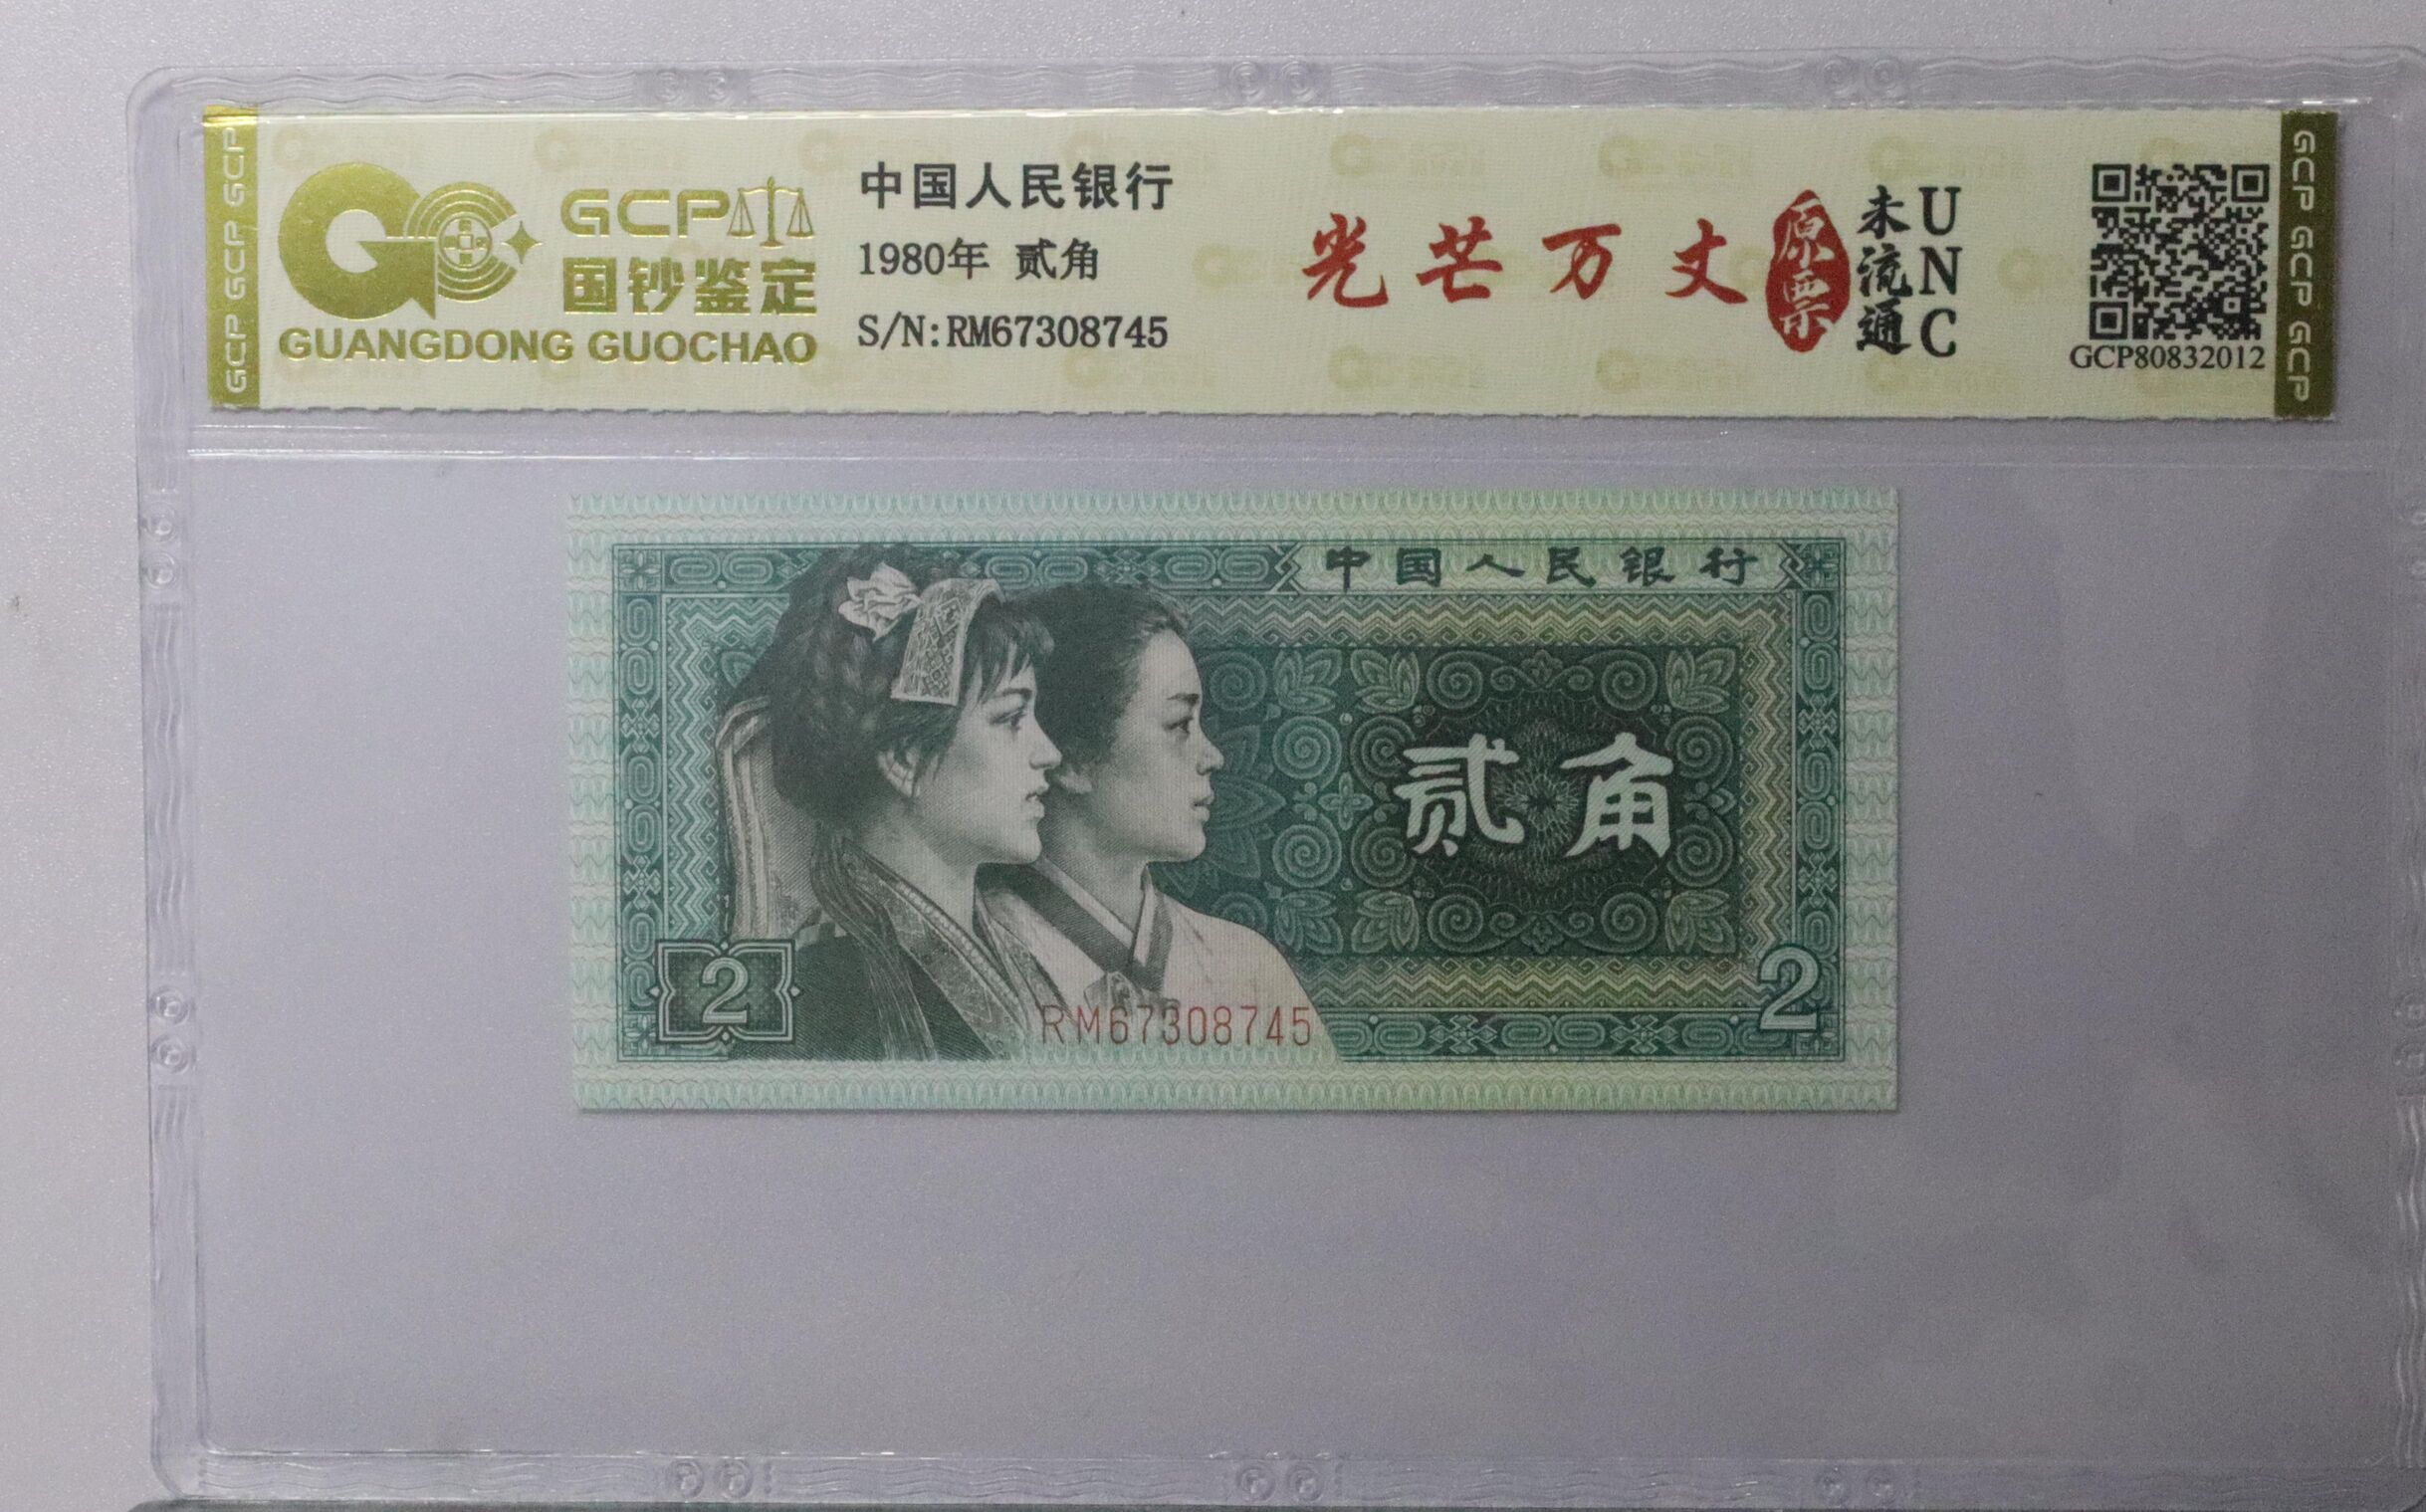 GCP GCP GCP
GCP
国钞鉴定
GUANGDONG GUOCHAO
中国人民银行
1980年 贰角
S/N:RM67308745
光芒万丈
原票
未流通
UNC
GCP80832012
GCP GCP GCP
中国人民银行
贰角
2
RM67308745
2